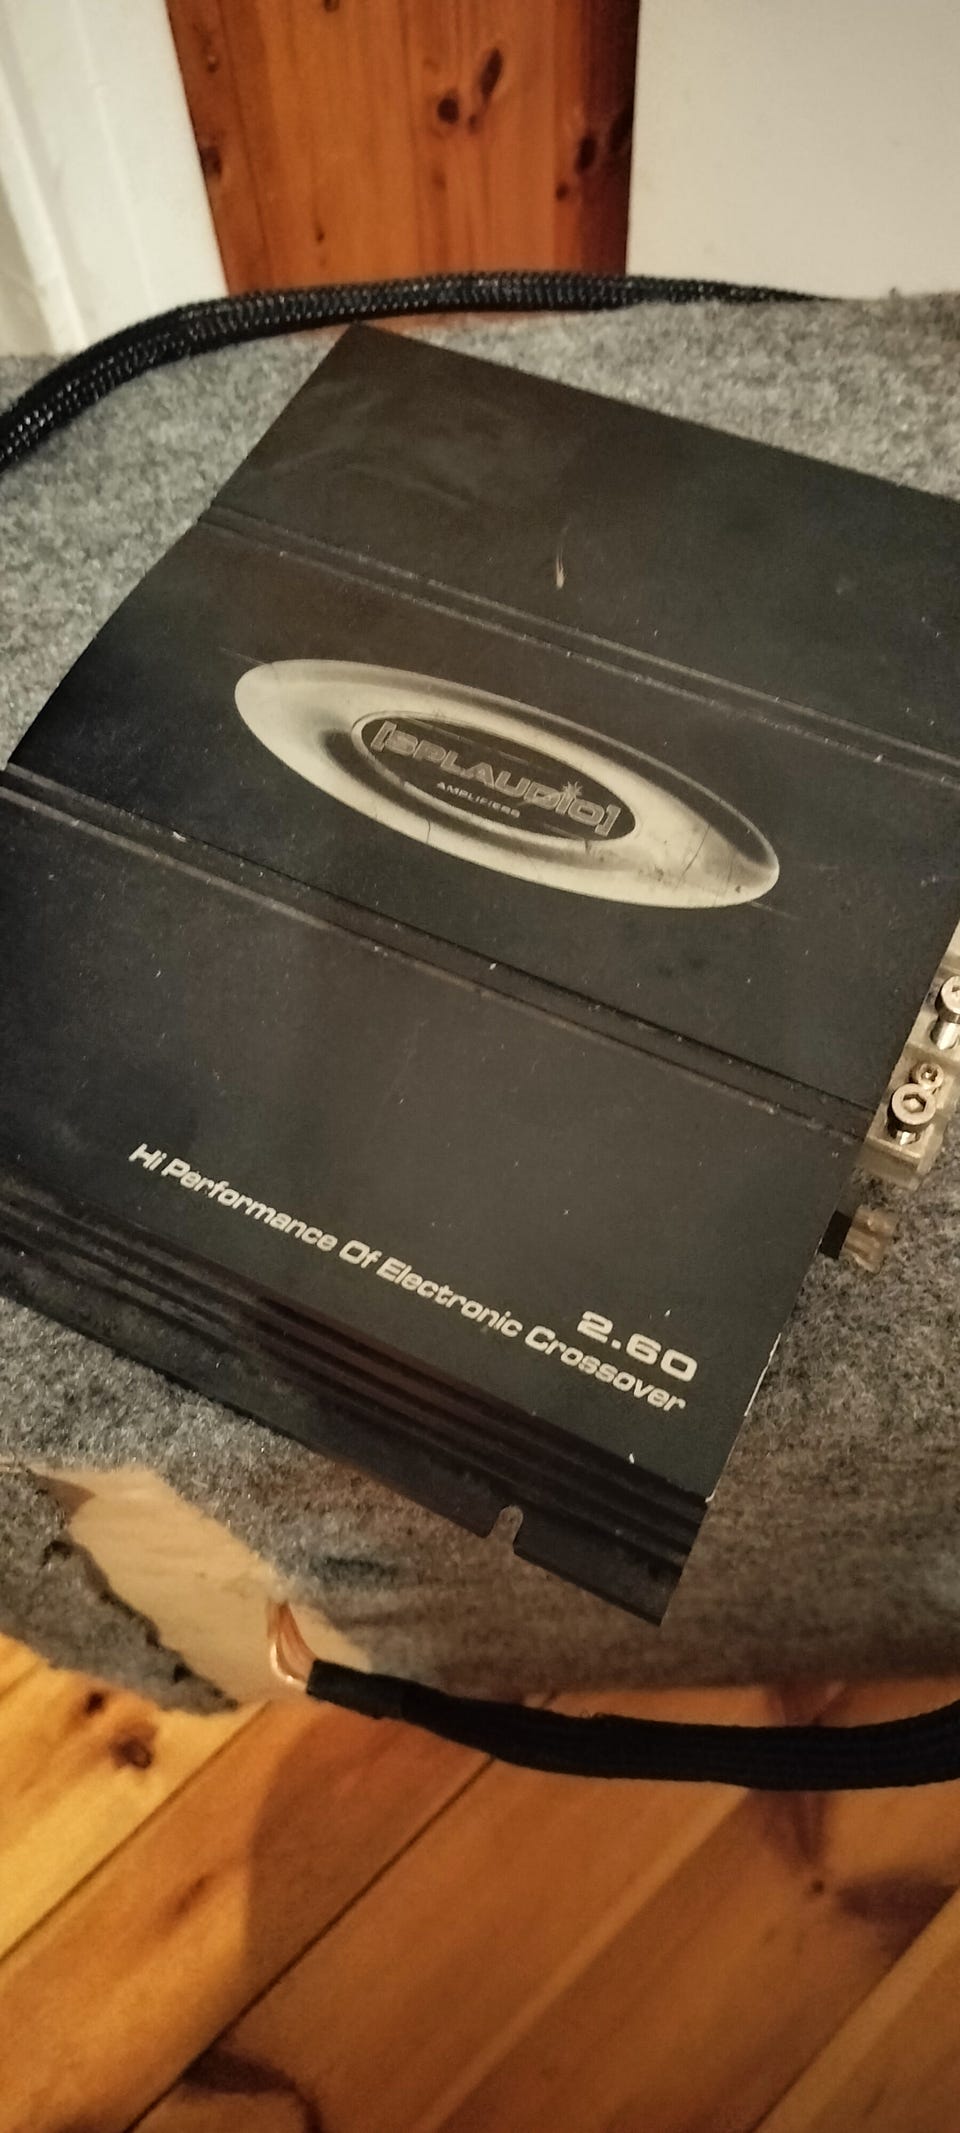 [SPLAUDIO]
AMPLIFIERS
2.60
Hi Performance Of Electronic Crossover